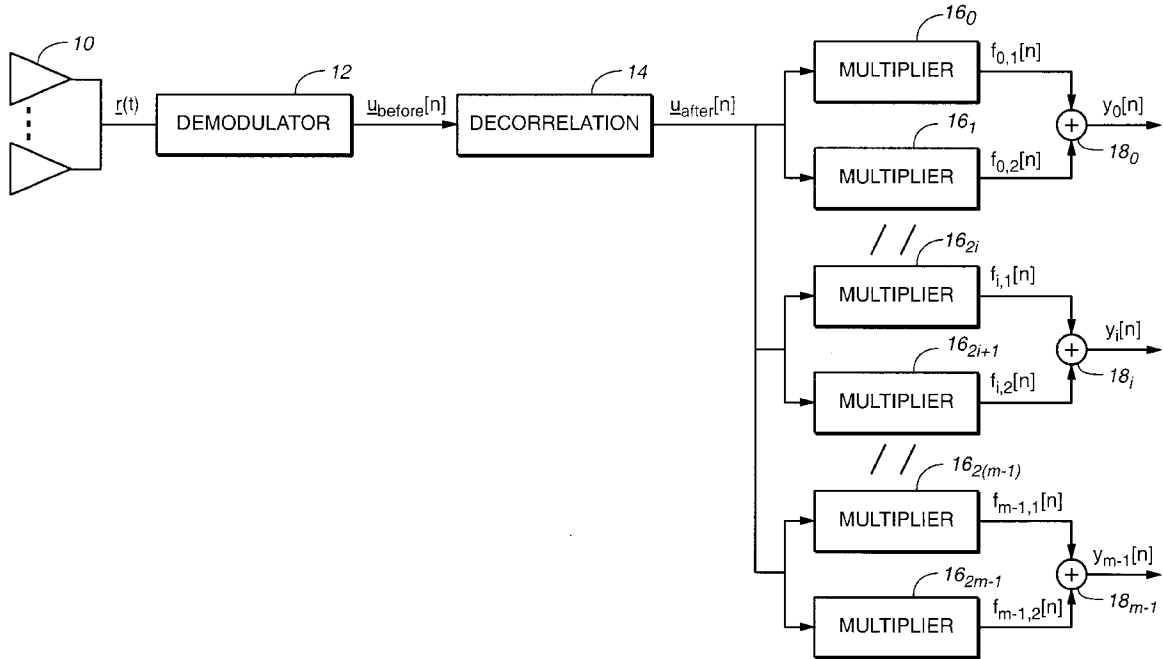 10
r(t)
12
DEMODULATOR
u_before[n]
14
DECORRELATION
u_after[n]
16_0
MULTIPLIER
f_0,1[n]
16_1
MULTIPLIER
f_0,2[n]
+
18_0
y_0[n]
16_2i
MULTIPLIER
f_i,1[n]
16_2i+1
MULTIPLIER
f_i,2[n]
+
18_i
y_i[n]
16_2(m-1)
MULTIPLIER
f_m-1,1[n]
16_2m-1
MULTIPLIER
f_m-1,2[n]
+
18_m-1
y_m-1[n]